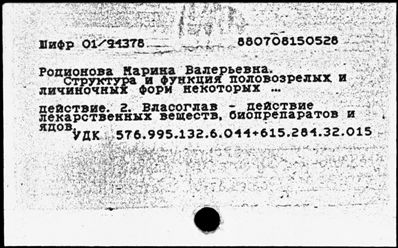 Шифр 01/94378 880708150528
Родионова Марина Валерьевна.
Структура и функция половозрелых и
личиночных форм некоторых ...
действие. 2. Власоглав - действие
лекарственных веществ, биопрепаратов и
ядов.
УДК 576.995.132.6.044+615.284.32.015